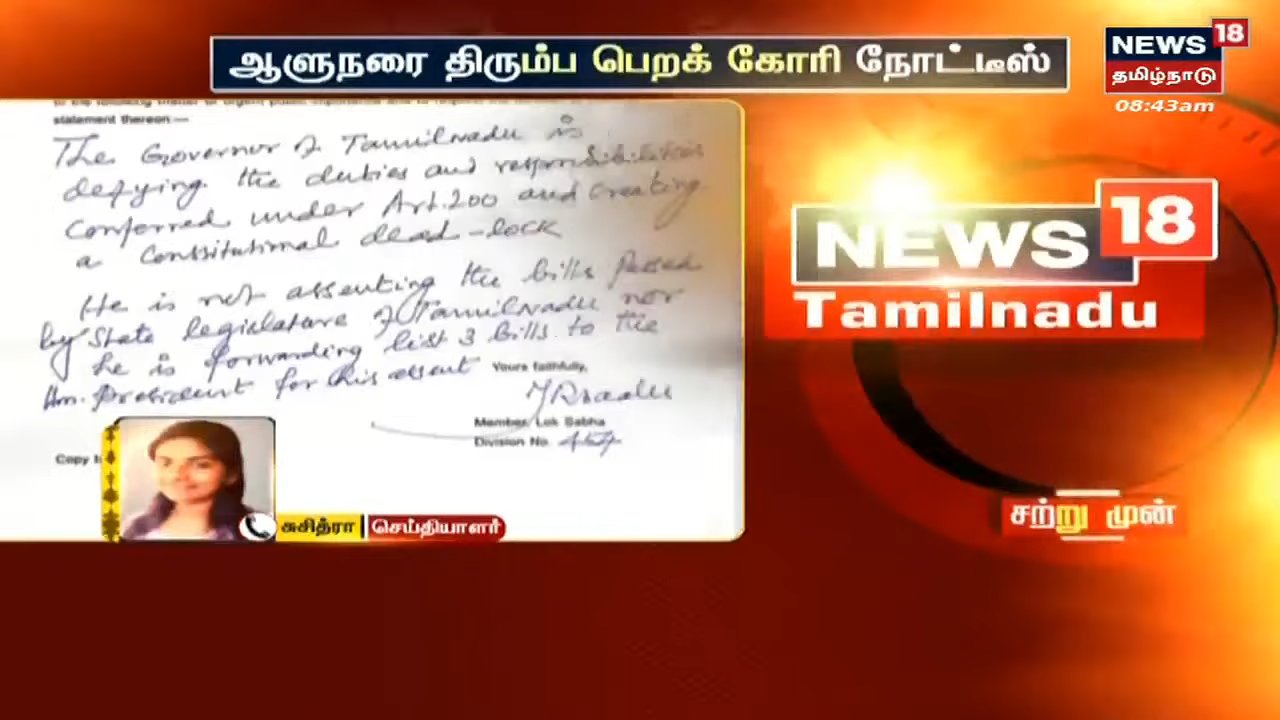 ஆளுநரை திரும்ப பெறக் கோரி நோட்டீஸ்
NEWS 18
தமிழ்நாடு
08:43am
statement thereon:—
The Governor of Tamilnadu is
defying the duties and responsibilities
conferred under Art.200 and creating
a Constitutional dead-lock
He is not assenting the bills passed
by State legislature of Tamilnadu nor
he is forwarding list 3 bills to the
Hon. President for his assent
Yours faithfully,
Member, Lok Sabha
Division No.
Copy
சுசித்ரா செய்தியாளர்
NEWS 18
Tamilnadu
சற்று முன்